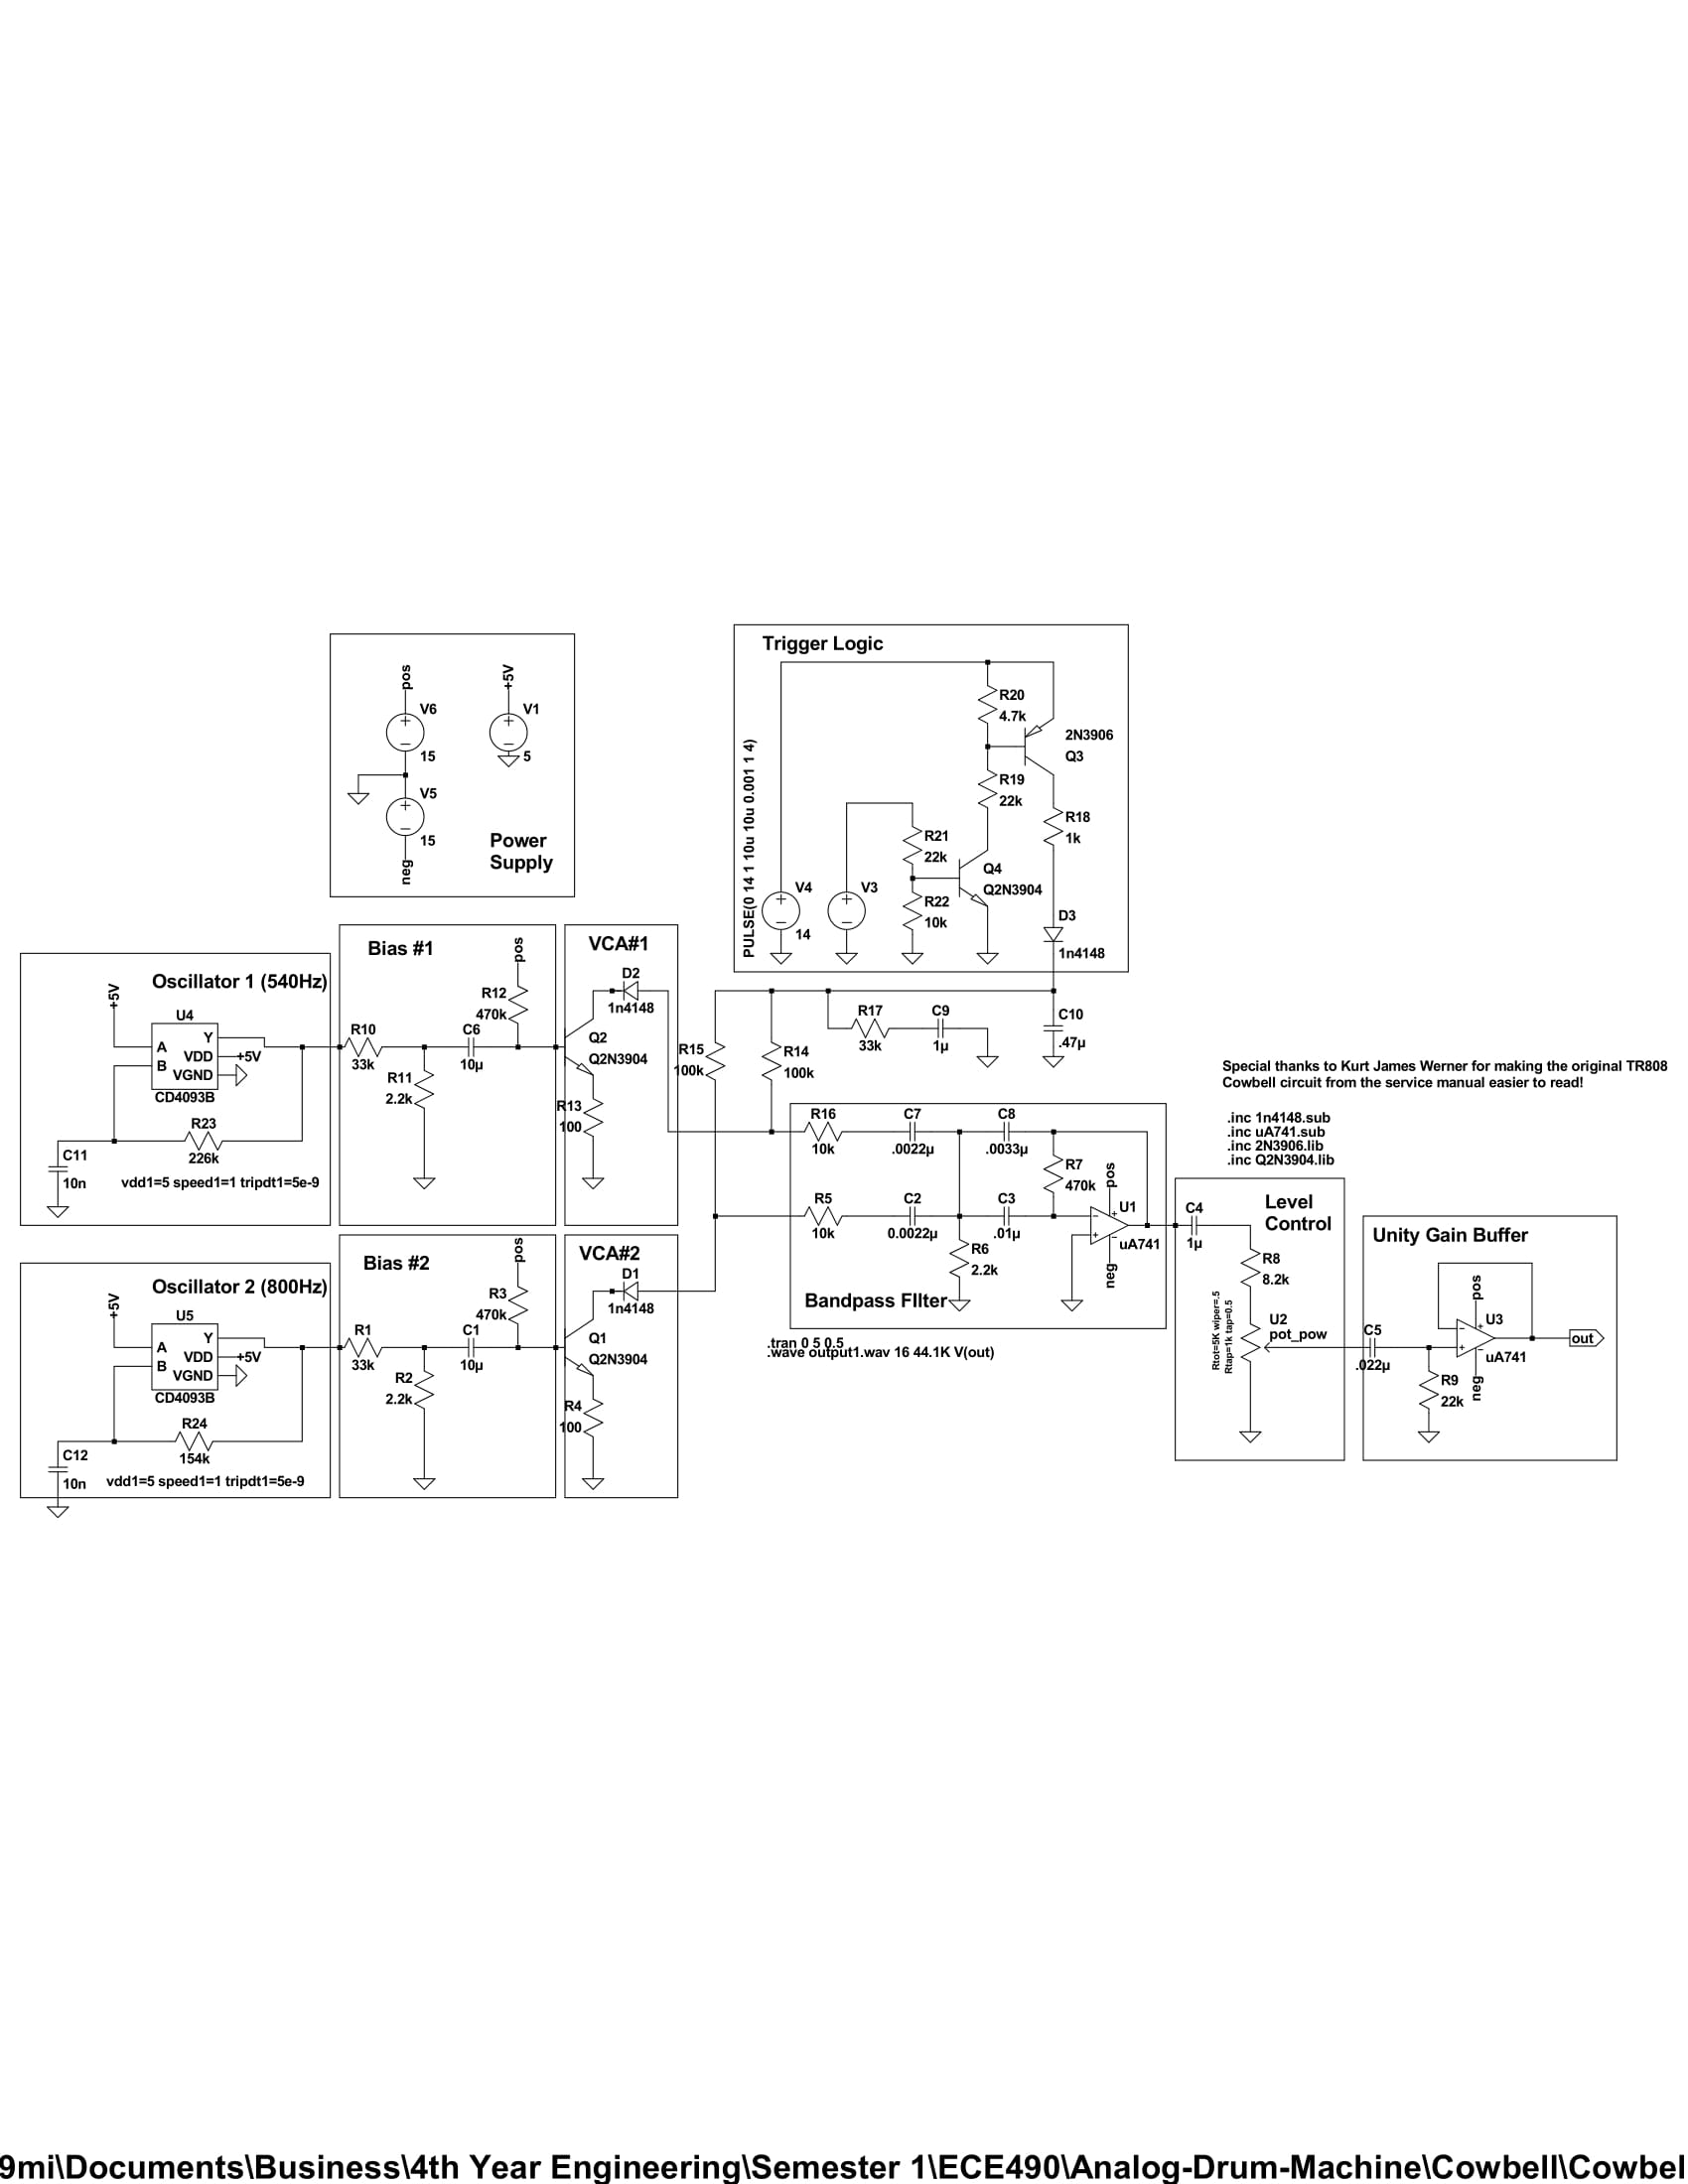 Trigger Logic
R20
4.7k
2N3906
Q3
R19
22k
R18
1k
PULSE(0 14 1 10u 10u 0.001 1 4)
R21
22k
R22
10k
Q4
Q2N3904
V4
14
V3
D3
1n4148
pos
V6
15
V5
15
neg
+5V
V1
5
Power
Supply
Oscillator 1 (540Hz)
+5V
U4
A
B
Y
VDD
VGND
+5V
CD4093B
R23
226k
C11
10n
vdd1=5 speed1=1 tripdt1=5e-9
Bias #1
pos
R12
470k
R10
33k
C6
10µ
R11
2.2k
VCA#1
D2
1n4148
Q2
Q2N3904
R13
100
R15
100k
R14
100k
R17
33k
C9
1µ
C10
.47µ
Special thanks to Kurt James Werner for making the original TR808
Cowbell circuit from the service manual easier to read!
.inc 1n4148.sub
.inc uA741.sub
.inc 2N3906.lib
.inc Q2N3904.lib
R16
10k
C7
.0022µ
C8
.0033µ
R7
470k
pos
R5
10k
C2
0.0022µ
C3
.01µ
U1
uA741
neg
R6
2.2k
Bandpass FIlter
.tran 0 5 0.5
.wave output1.wav 16 44.1K V(out)
Oscillator 2 (800Hz)
+5V
U5
A
B
Y
VDD
VGND
+5V
CD4093B
R24
154k
C12
10n
vdd1=5 speed1=1 tripdt1=5e-9
Bias #2
pos
R3
470k
R1
33k
C1
10µ
R2
2.2k
VCA#2
D1
1n4148
Q1
Q2N3904
R4
100
Level
Control
C4
1µ
R8
8.2k
U2
pot_pow
Rtot=5K wiper=.5
Rtap=1k tap=0.5
Unity Gain Buffer
C5
.022µ
R9
22k
pos
neg
U3
uA741
out
9mi\Documents\Business\4th Year Engineering\Semester 1\ECE490\Analog-Drum-Machine\Cowbell\Cowbel